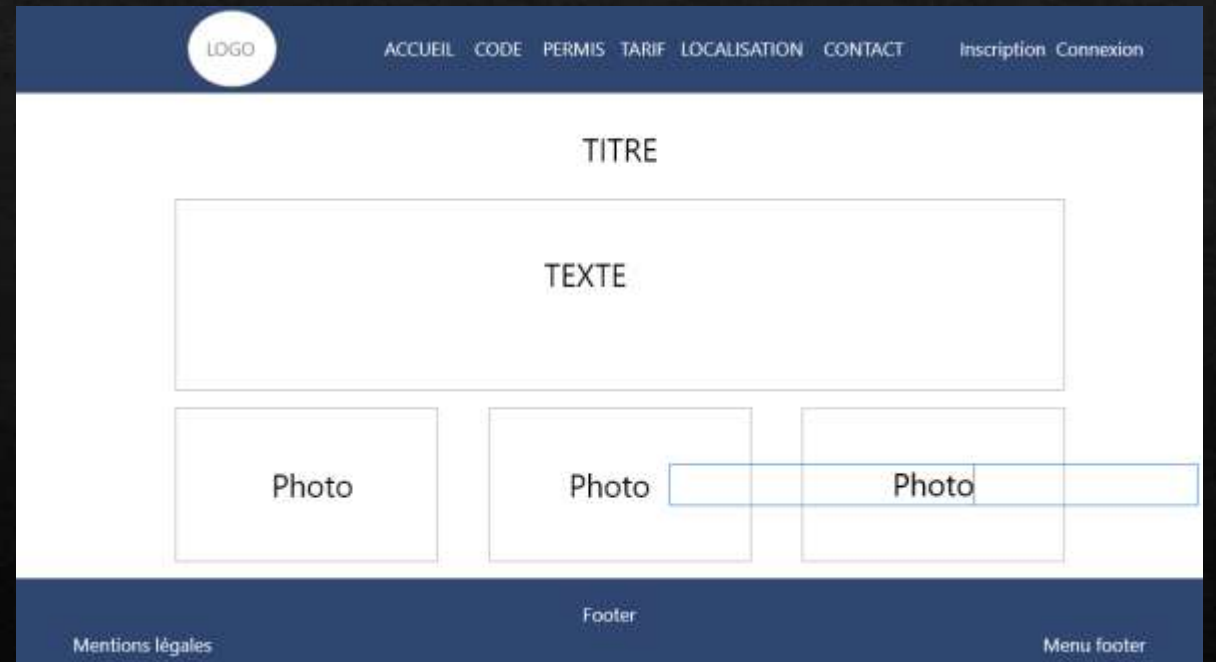 LOGO ACCUEIL CODE PERMIS TARIF LOCALISATION CONTACT Inscription Connexion
TITRE
TEXTE
Photo Photo Photo
Footer
Mentions légales Menu footer